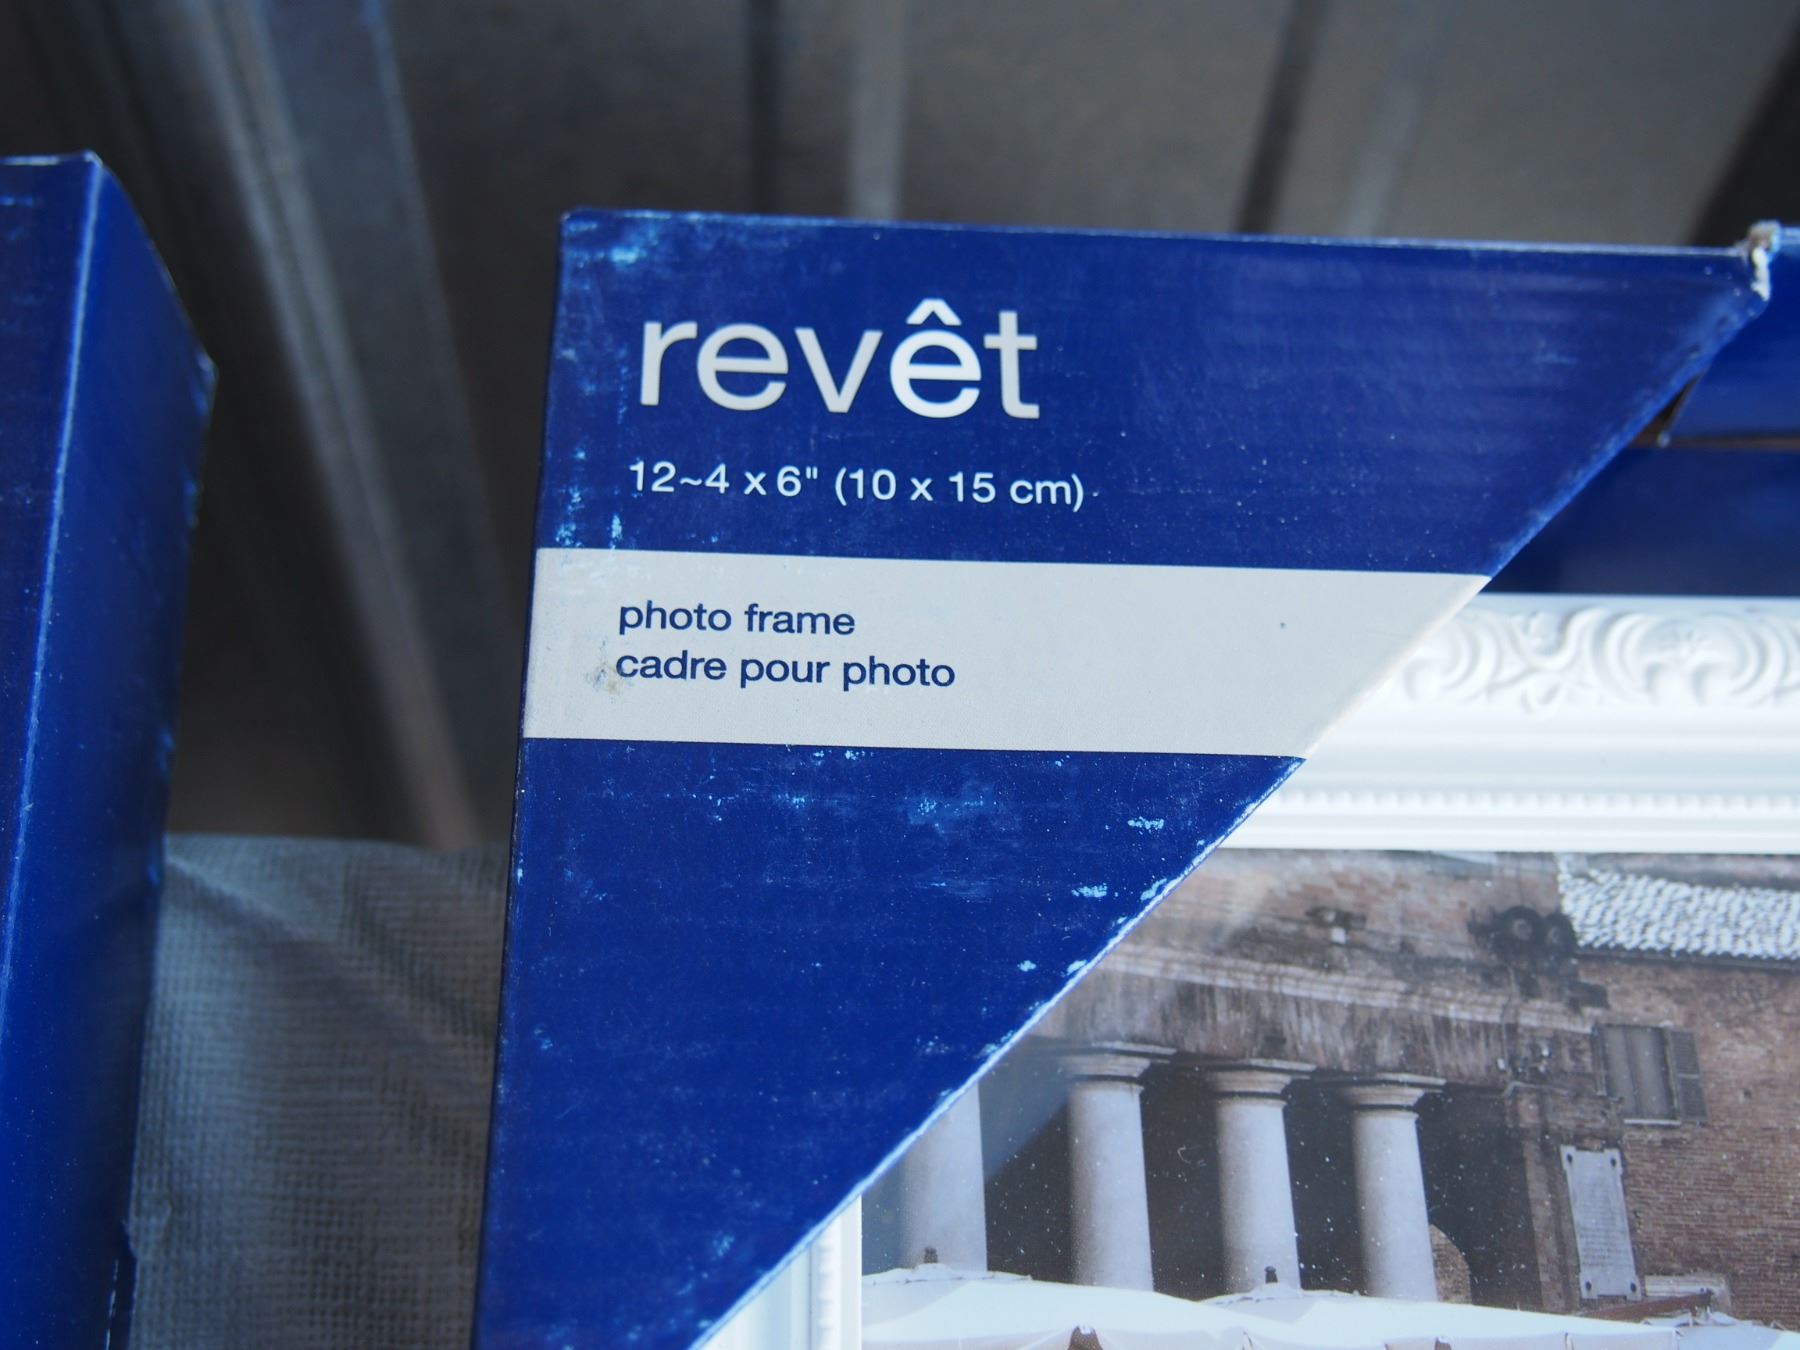 revêt
12~4 x 6" (10 x 15 cm)
photo frame
cadre pour photo